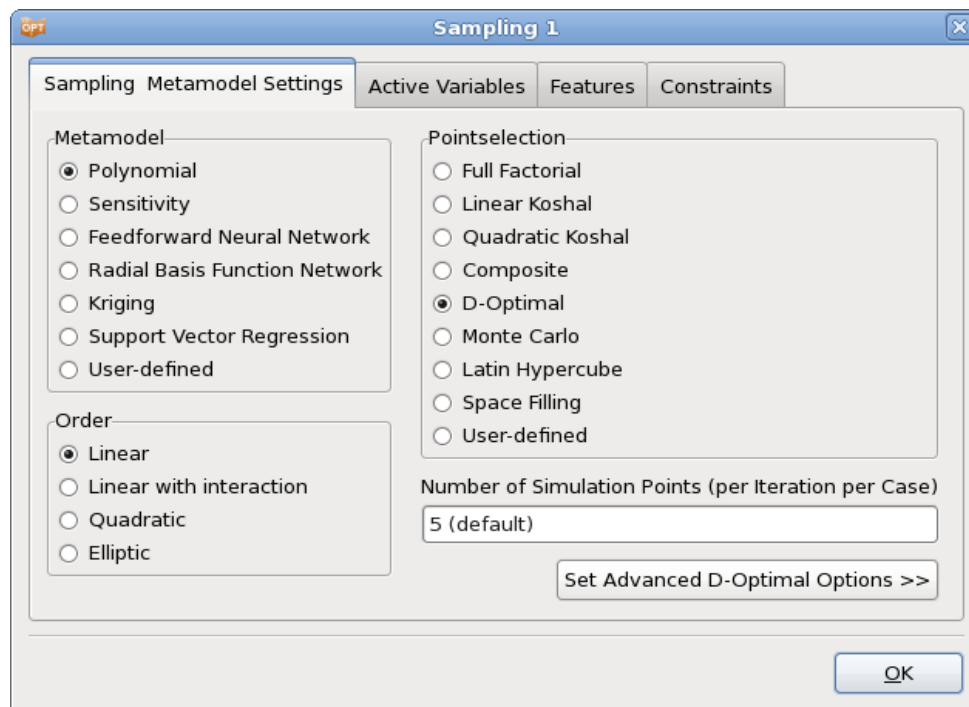 OPT
Sampling 1
Sampling Metamodel Settings
Active Variables
Features
Constraints
Metamodel
Polynomial
Sensitivity
Feedforward Neural Network
Radial Basis Function Network
Kriging
Support Vector Regression
User-defined
Order
Linear
Linear with interaction
Quadratic
Elliptic
Pointselection
Full Factorial
Linear Koshal
Quadratic Koshal
Composite
D-Optimal
Monte Carlo
Latin Hypercube
Space Filling
User-defined
Number of Simulation Points (per Iteration per Case)
5 (default)
Set Advanced D-Optimal Options >>
OK